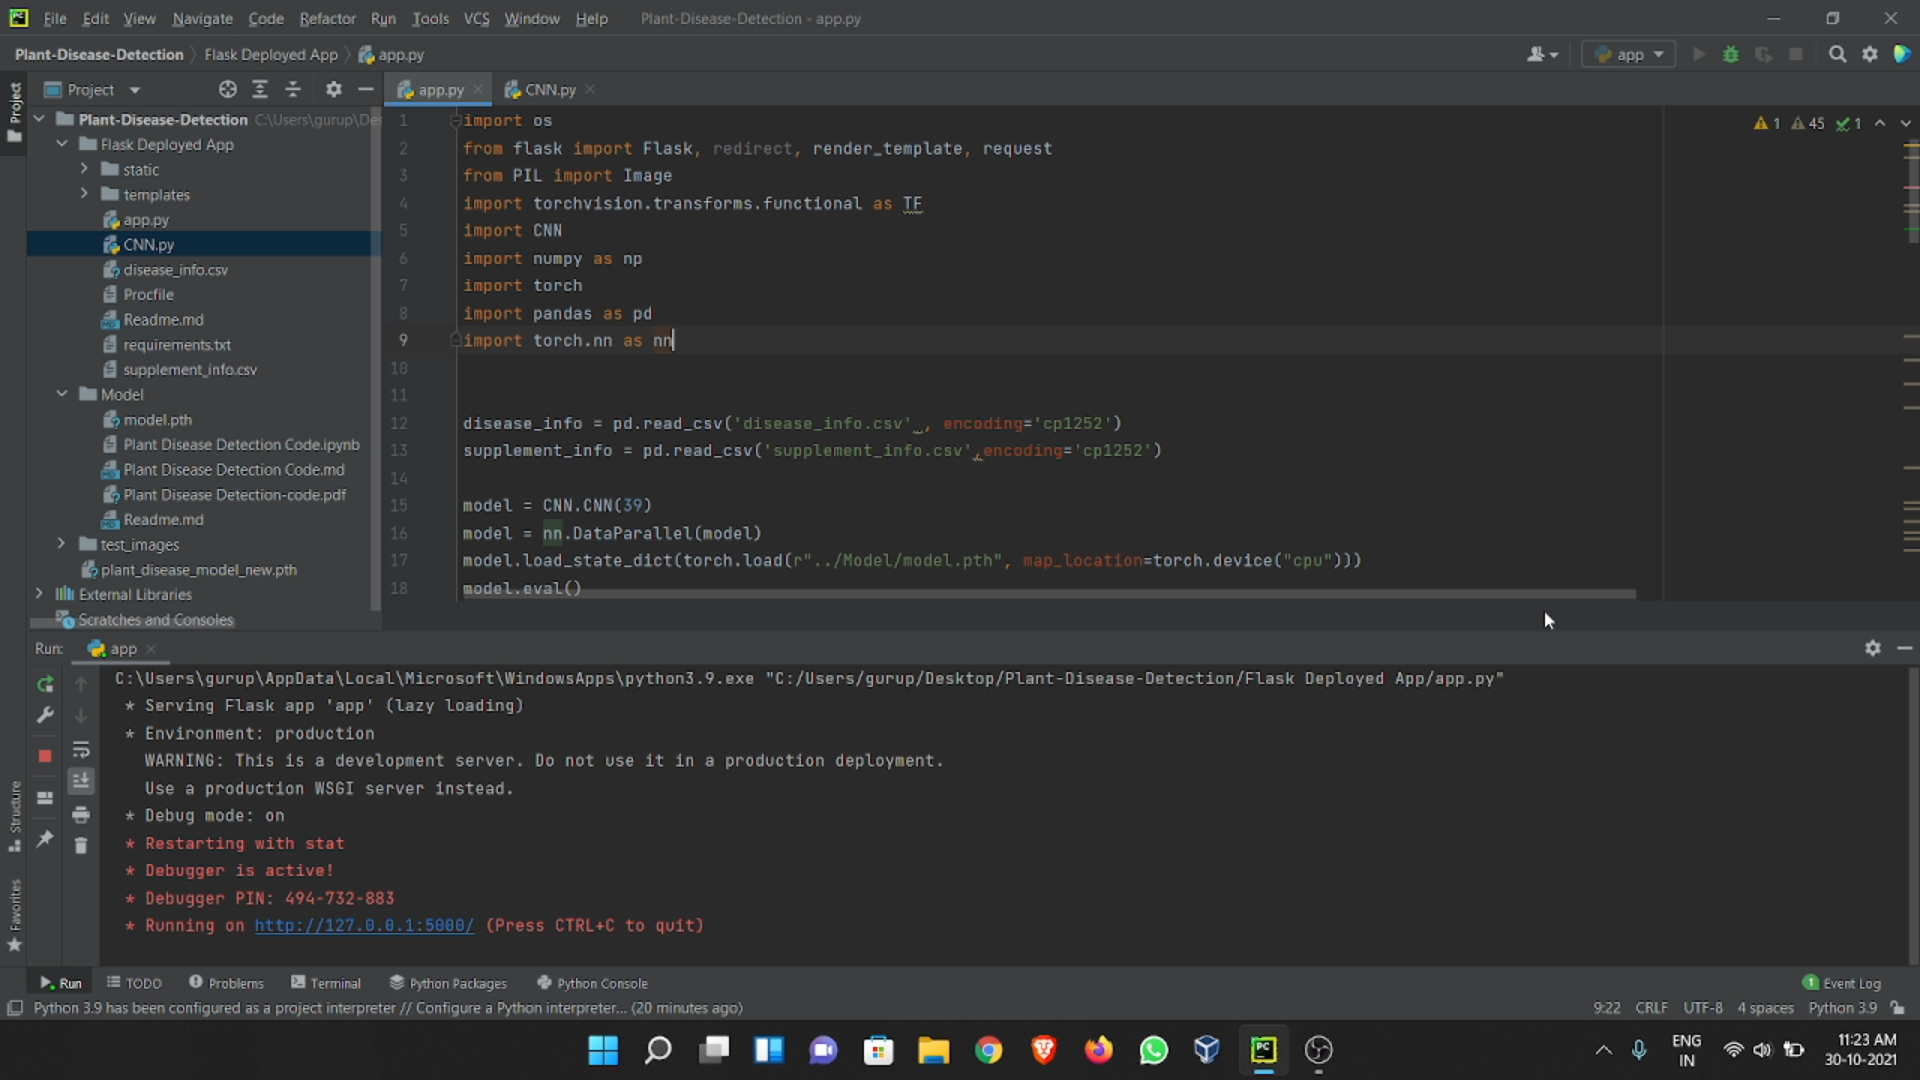 File Edit View Navigate Code Refactor Run Tools VCS Window Help Plant-Disease-Detection - app.py
Plant-Disease-Detection Flask Deployed App app.py
app
Project
Project
app.py
CNN.py
Plant-Disease-Detection C:\Users\gurup\Des
Flask Deployed App
static
templates
app.py
CNN.py
disease_info.csv
Procfile
Readme.md
requirements.txt
supplement_info.csv
Model
model.pth
Plant Disease Detection Code.ipynb
Plant Disease Detection Code.md
Plant Disease Detection-code.pdf
Readme.md
test_images
plant_disease_model_new.pth
External Libraries
Scratches and Consoles
1 45 1
1 import os
2 from flask import Flask, redirect, render_template, request
3 from PIL import Image
4 import torchvision.transforms.functional as TF
5 import CNN
6 import numpy as np
7 import torch
8 import pandas as pd
9 import torch.nn as nn
10
11
12 disease_info = pd.read_csv('disease_info.csv' , encoding='cp1252')
13 supplement_info = pd.read_csv('supplement_info.csv',encoding='cp1252')
14
15 model = CNN.CNN(39)
16 model = nn.DataParallel(model)
17 model.load_state_dict(torch.load(r"../Model/model.pth", map_location=torch.device("cpu")))
18 model.eval()
Run: app
C:\Users\gurup\AppData\Local\Microsoft\WindowsApps\python3.9.exe "C:/Users/gurup/Desktop/Plant-Disease-Detection/Flask Deployed App/app.py"
* Serving Flask app 'app' (lazy loading)
* Environment: production
WARNING: This is a development server. Do not use it in a production deployment.
Use a production WSGI server instead.
* Debug mode: on
* Restarting with stat
* Debugger is active!
* Debugger PIN: 494-732-883
* Running on http://127.0.0.1:5000/ (Press CTRL+C to quit)
Structure
Favorites
Run TODO Problems Terminal Python Packages Python Console 1 Event Log
Python 3.9 has been configured as a project interpreter // Configure a Python interpreter... (20 minutes ago) 9:22 CRLF UTF-8 4 spaces Python 3.9
PC
ENG
IN
11:23 AM
30-10-2021